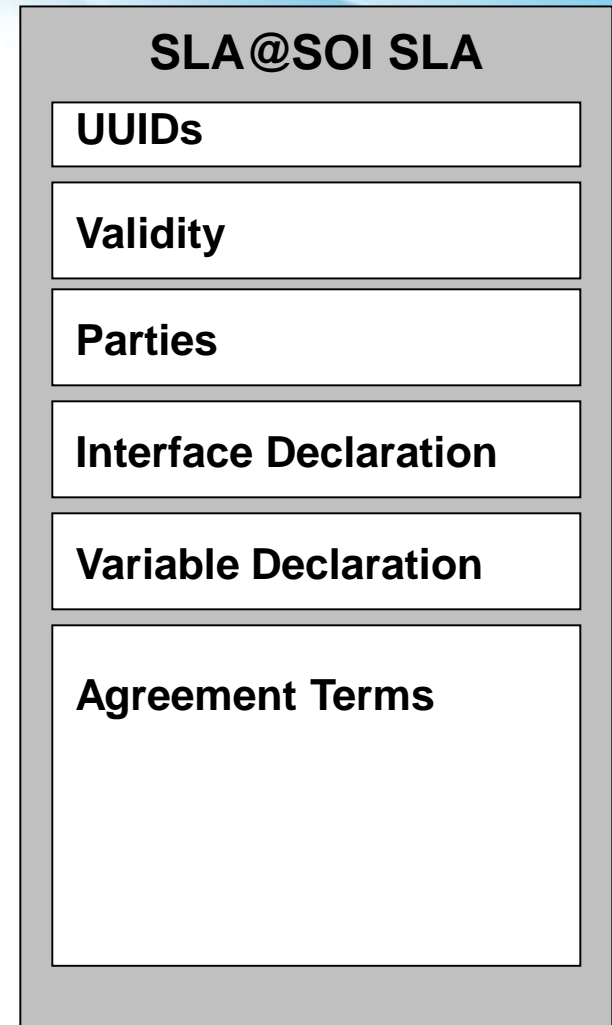 SLA@SOI SLA
UUIDs
Validity
Parties
Interface Declaration
Variable Declaration
Agreement Terms